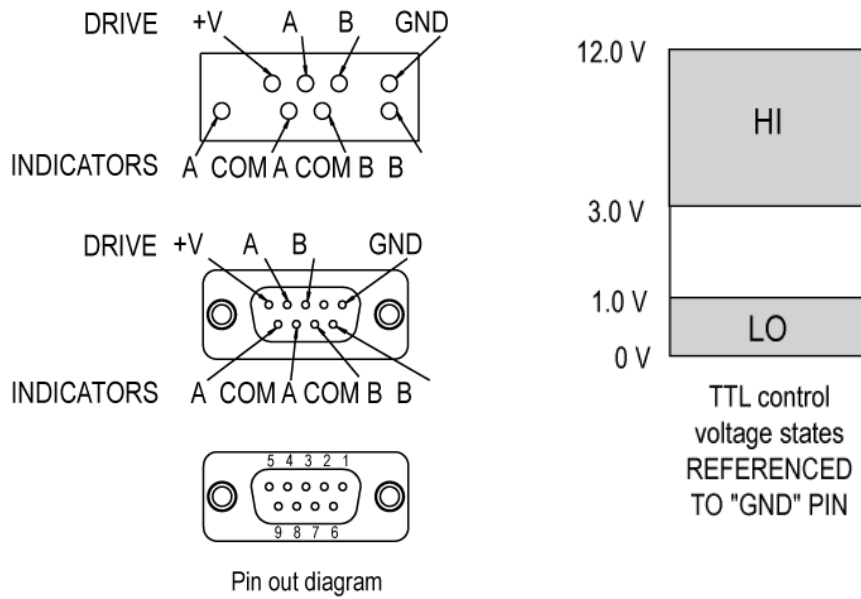 DRIVE +V A B GND
INDICATORS A COM A COM B B
DRIVE +V A B GND
INDICATORS A COM A COM B B
5 4 3 2 1
9 8 7 6
Pin out diagram
12.0 V
HI
3.0 V
1.0 V
LO
0 V
TTL control
voltage states
REFERENCED
TO "GND" PIN